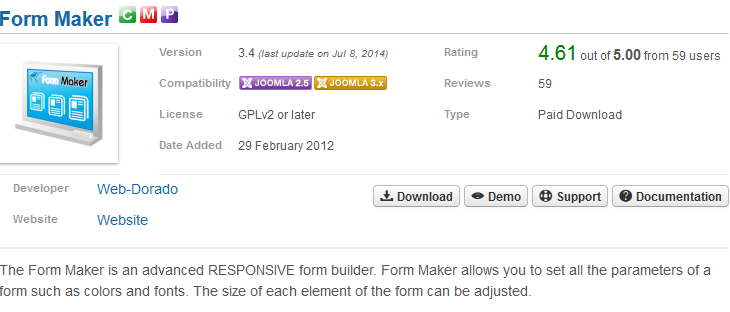 Form Maker C M P
Version 3.4 (last update on Jul 8, 2014) Rating 4.61 out of 5.00 from 59 users
Form Maker
Compatibility JOOMLA 2.5 JOOMLA 3.x Reviews 59
License GPLv2 or later Type Paid Download
Date Added 29 February 2012
Developer Web-Dorado Download Demo Support Documentation
Website Website
The Form Maker is an advanced RESPONSIVE form builder. Form Maker allows you to set all the parameters of a
form such as colors and fonts. The size of each element of the form can be adjusted.